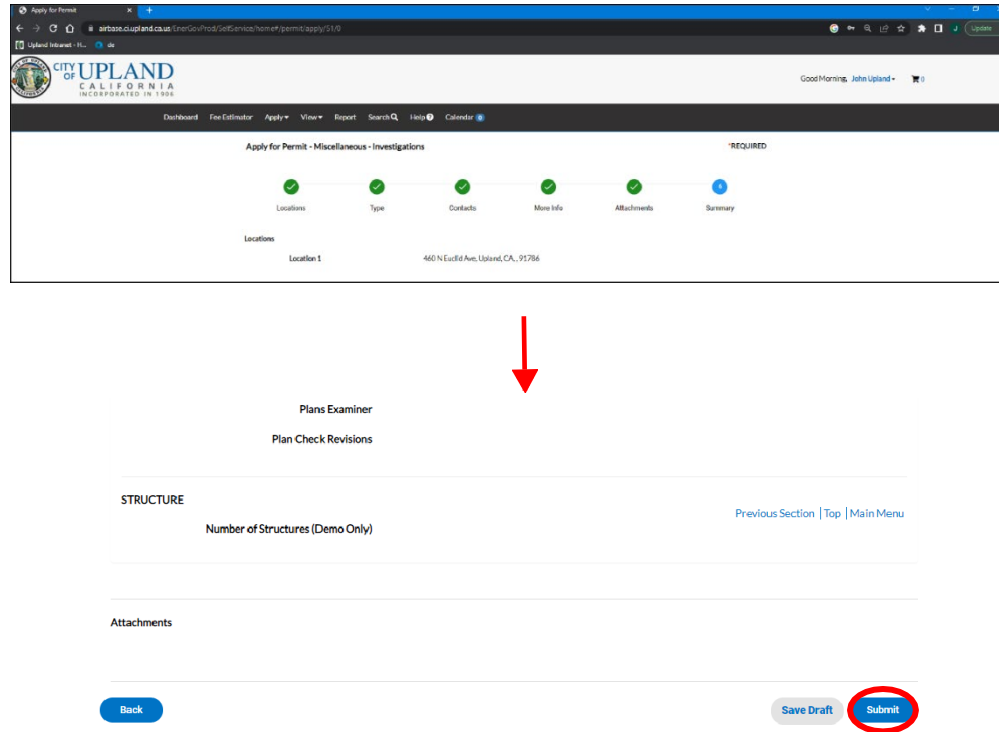 Apply for Permit
airbase.ci.upland.ca.us/EnerGovProd/SelfService/home#/permit/apply/51/0
Update
Upland Intranet - H...
de
CITY OF UPLAND
CALIFORNIA
INCORPORATED IN 1906
Good Morning, John Upland
0
Dashboard Fee Estimator Apply View Report Search Help Calendar 0
Apply for Permit - Miscellaneous - Investigations *REQUIRED
6
Locations Type Contacts More Info Attachments Summary
Locations
Location 1 460 N Euclid Ave, Upland, CA, , 91786
Plans Examiner
Plan Check Revisions
STRUCTURE
Previous Section | Top | Main Menu
Number of Structures (Demo Only)
Attachments
Back Save Draft Submit